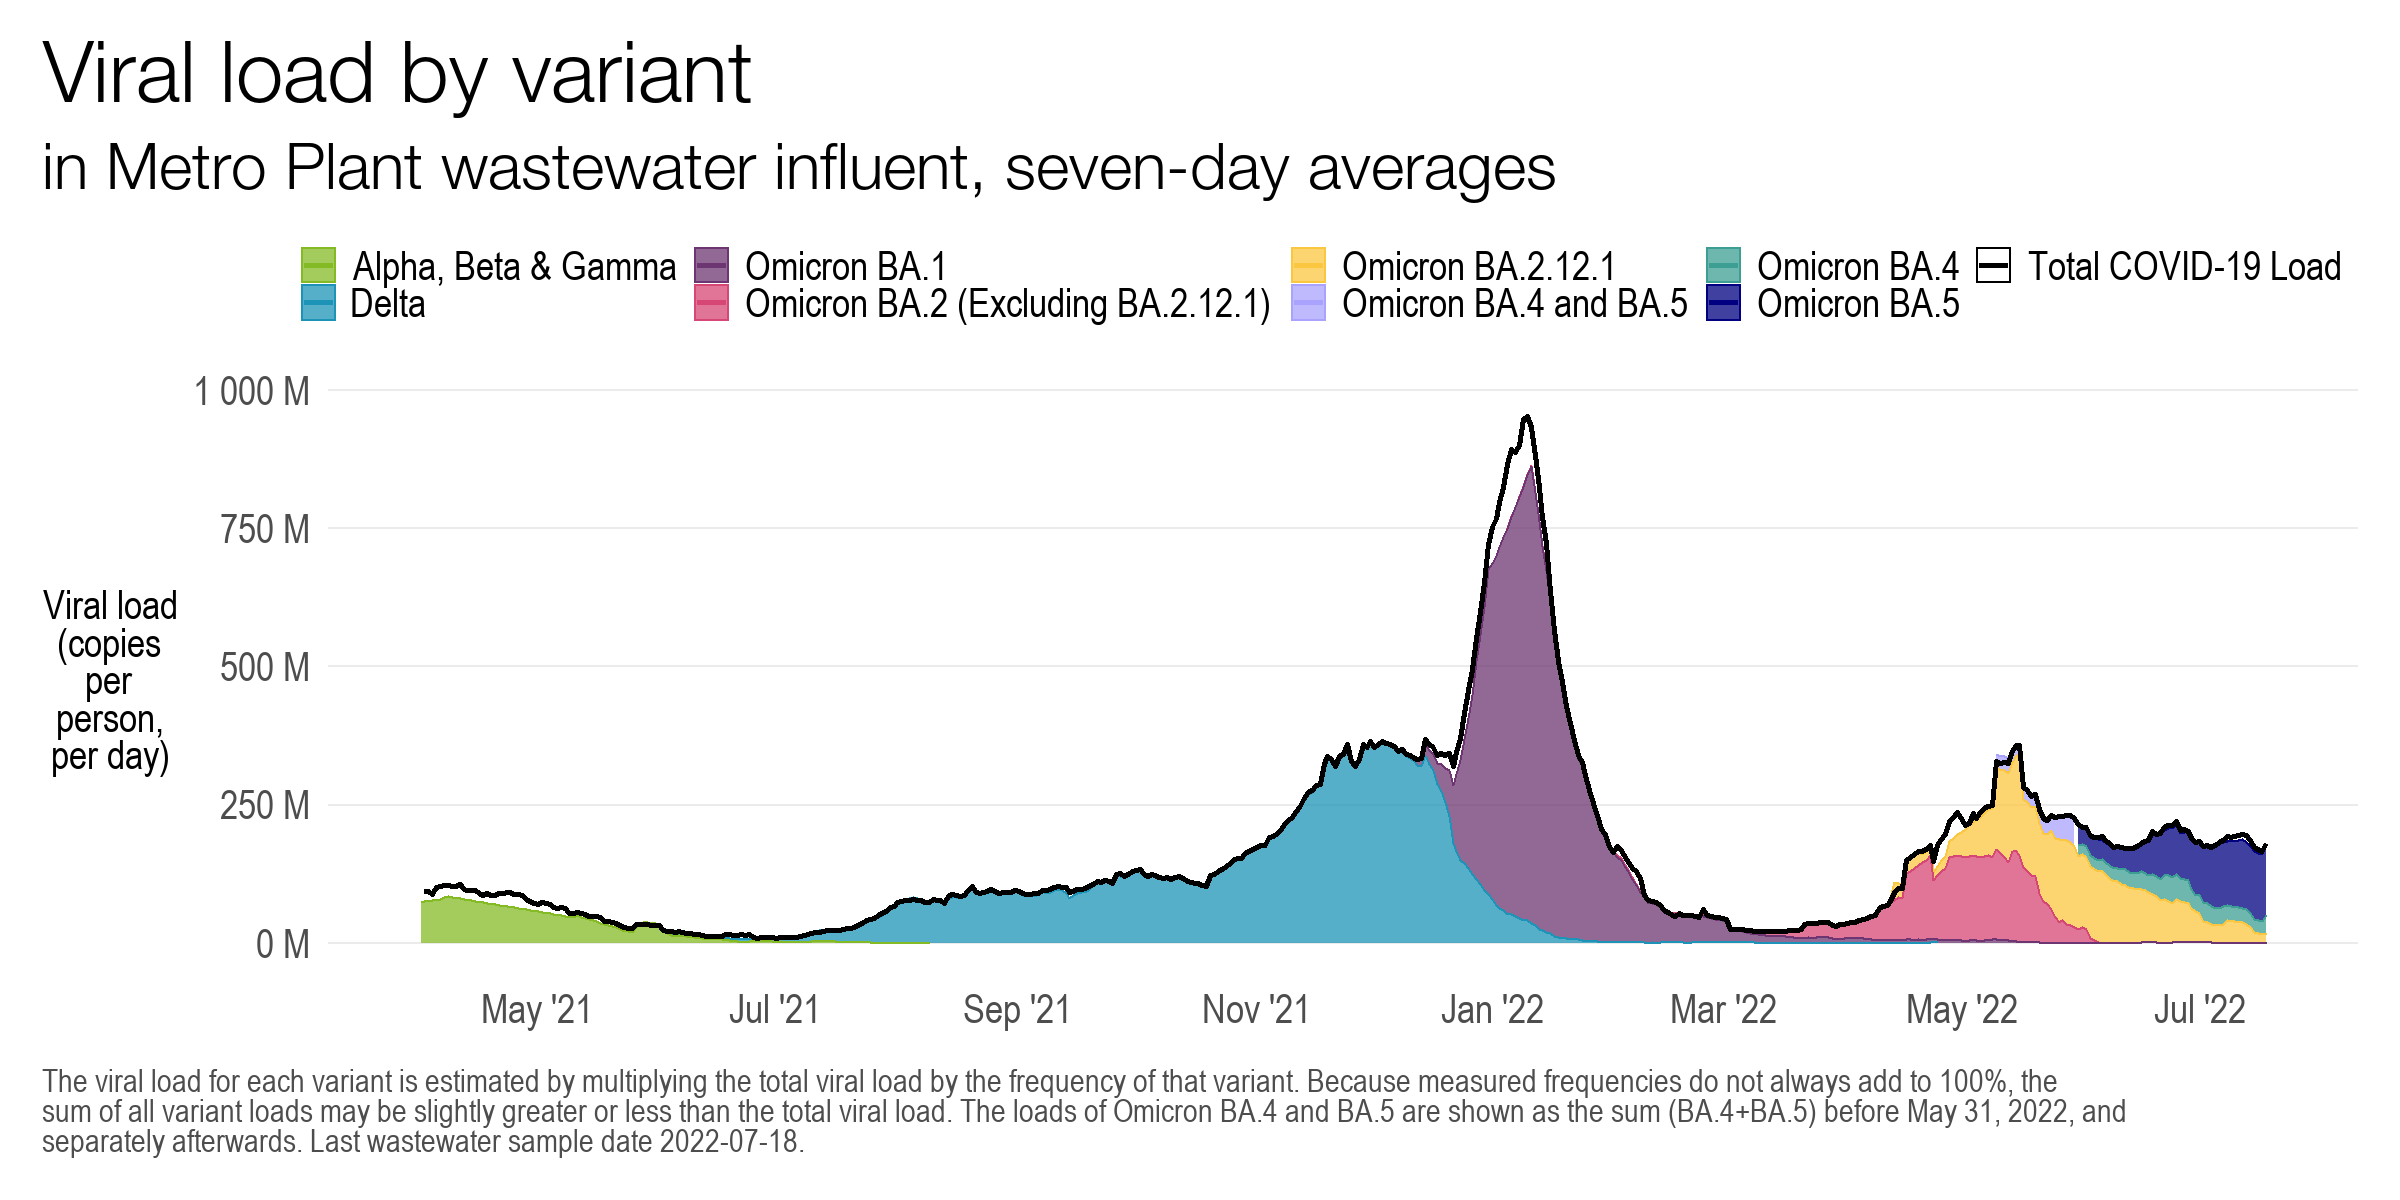 Viral load by variant
in Metro Plant wastewater influent, seven-day averages
Alpha, Beta & Gamma
Delta
Omicron BA.1
Omicron BA.2 (Excluding BA.2.12.1)
Omicron BA.2.12.1
Omicron BA.4 and BA.5
Omicron BA.4
Omicron BA.5
Total COVID-19 Load
1 000 M
750 M
500 M
250 M
0 M
Viral load
(copies
per
person,
per day)
May '21
Jul '21
Sep '21
Nov '21
Jan '22
Mar '22
May '22
Jul '22
The viral load for each variant is estimated by multiplying the total viral load by the frequency of that variant. Because measured frequencies do not always add to 100%, the
sum of all variant loads may be slightly greater or less than the total viral load. The loads of Omicron BA.4 and BA.5 are shown as the sum (BA.4+BA.5) before May 31, 2022, and
separately afterwards. Last wastewater sample date 2022-07-18.